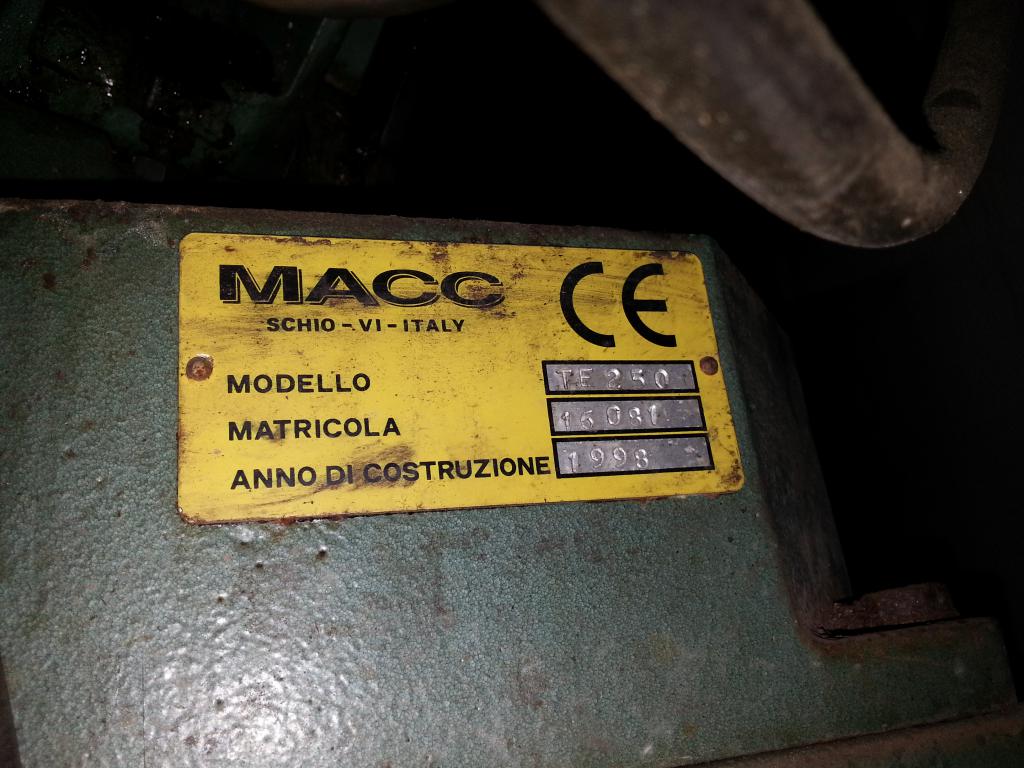 MACC
CE
SCHIO - VI - ITALY
MODELLO TE 250
MATRICOLA 16081
ANNO DI COSTRUZIONE 1998